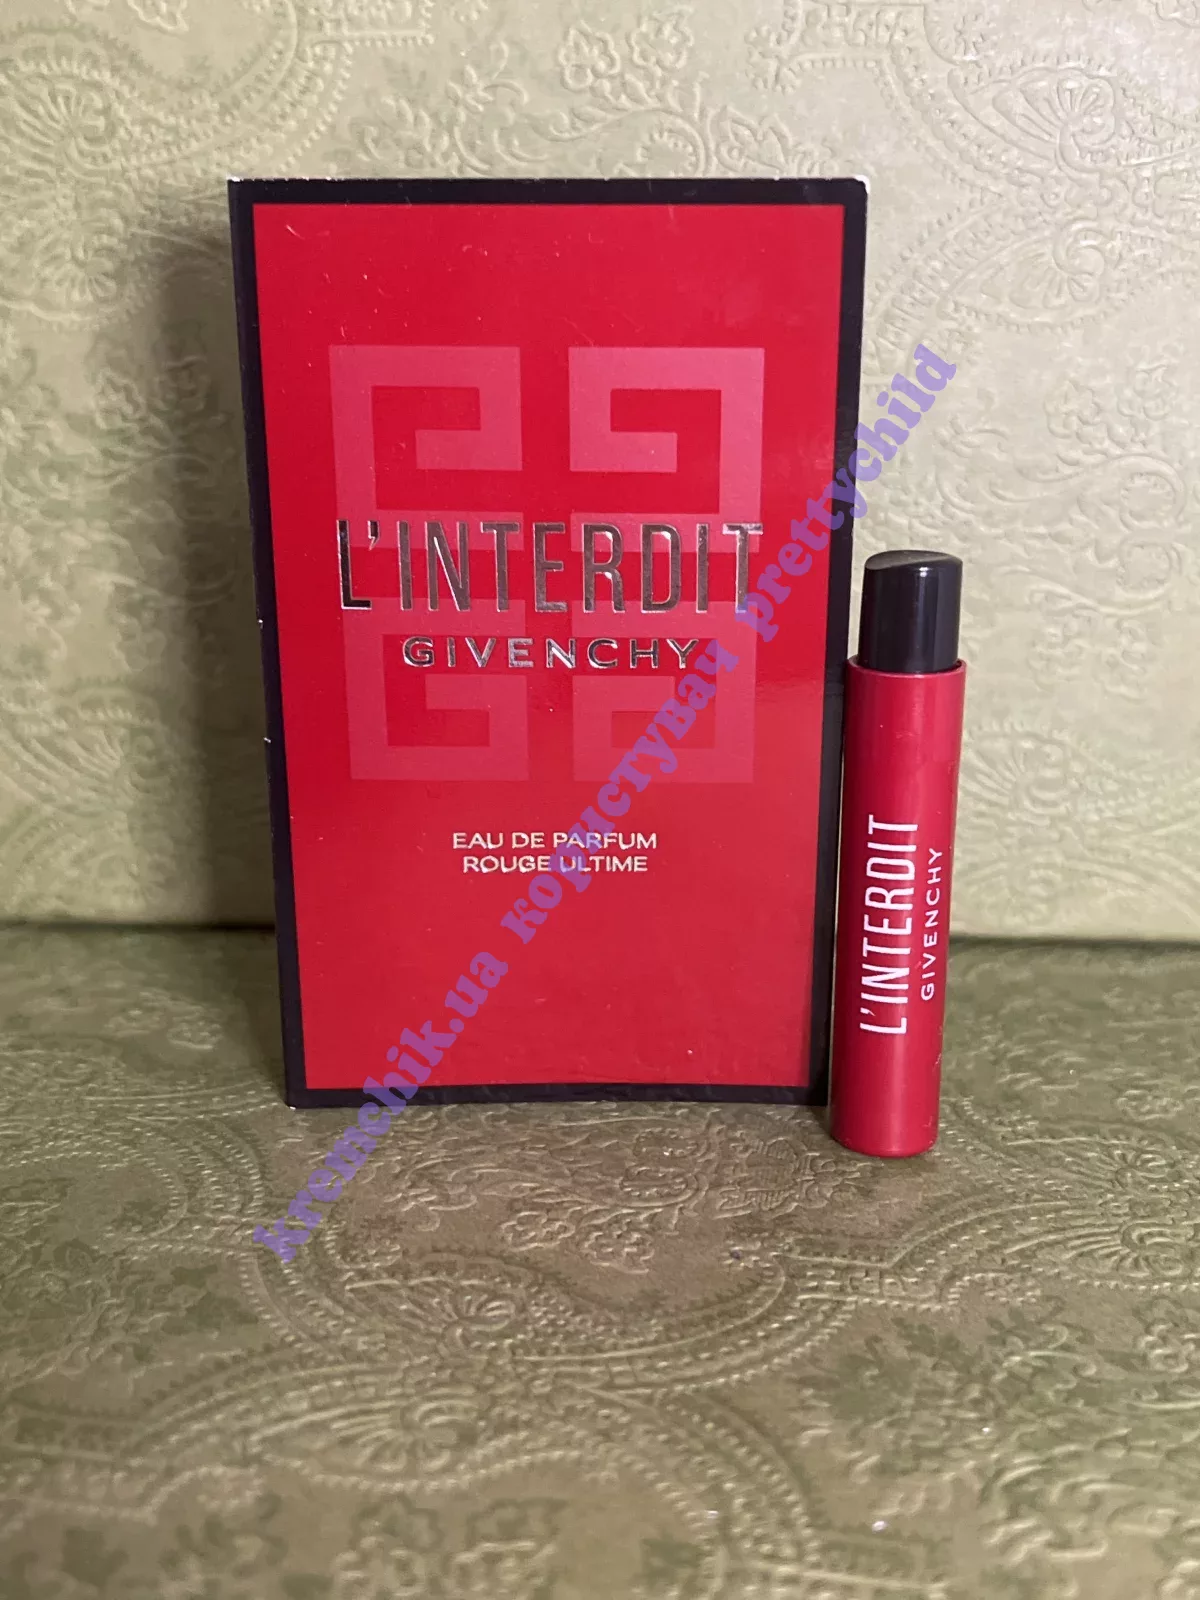 L'INTERDIT
GIVENCHY
EAU DE PARFUM
ROUGE ULTIME
L'INTERDIT
GIVENCHY
kremchik.ua користувач prettychild